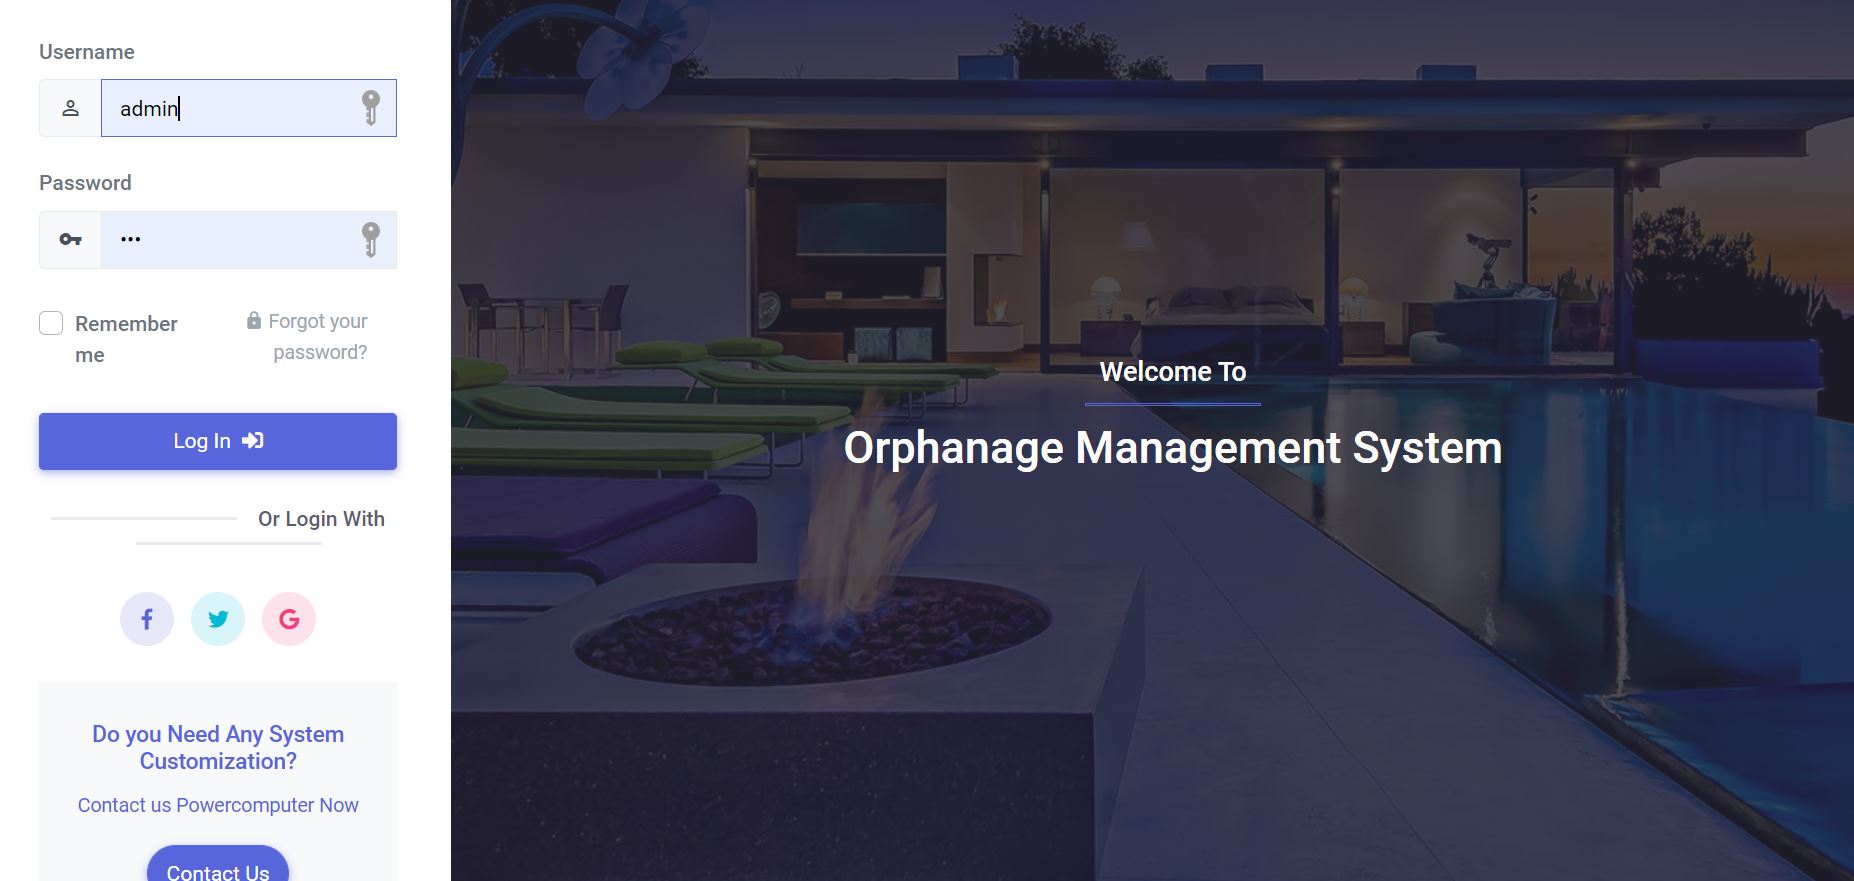 Username
admin
Password
•••
Remember
me
Forgot your
password?
Log In
Or Login With
Do you Need Any System
Customization?
Contact us Powercomputer Now
Contact Us
Welcome To
Orphanage Management System